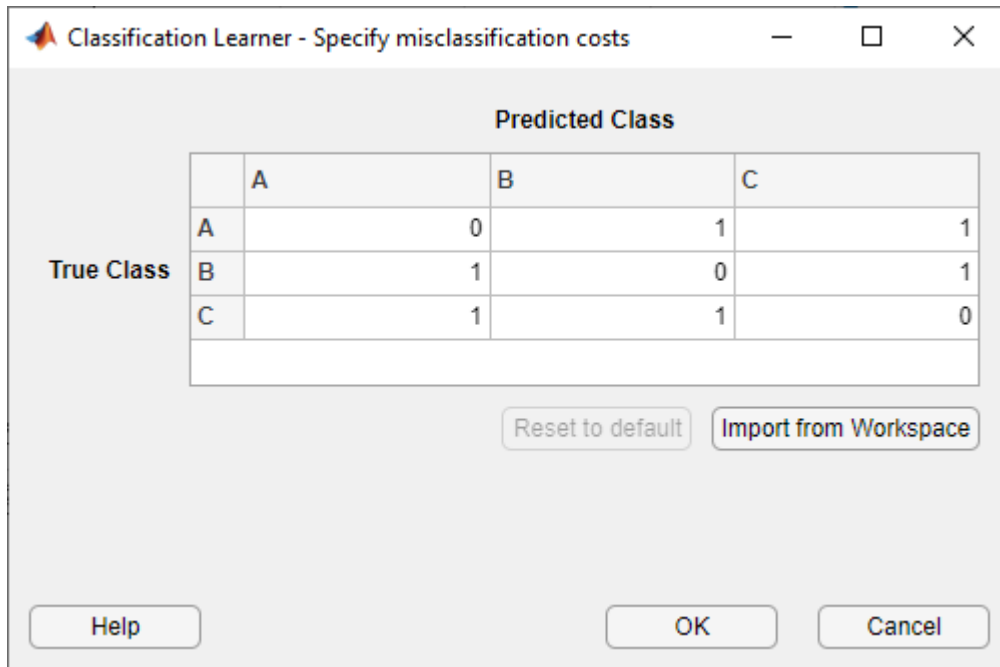 Classification Learner - Specify misclassification costs
Predicted Class
A B C
A 0 1 1
True Class B 1 0 1
C 1 1 0
Reset to default Import from Workspace
Help OK Cancel